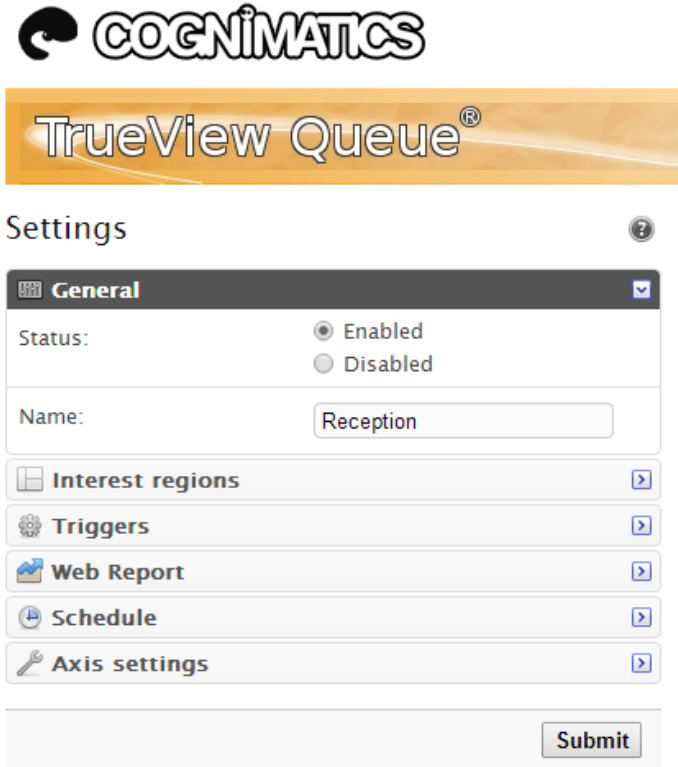 COGNIMATICS
TrueView Queue®
Settings
General
Status:
Enabled
Disabled
Name:
Reception
Interest regions
Triggers
Web Report
Schedule
Axis settings
Submit